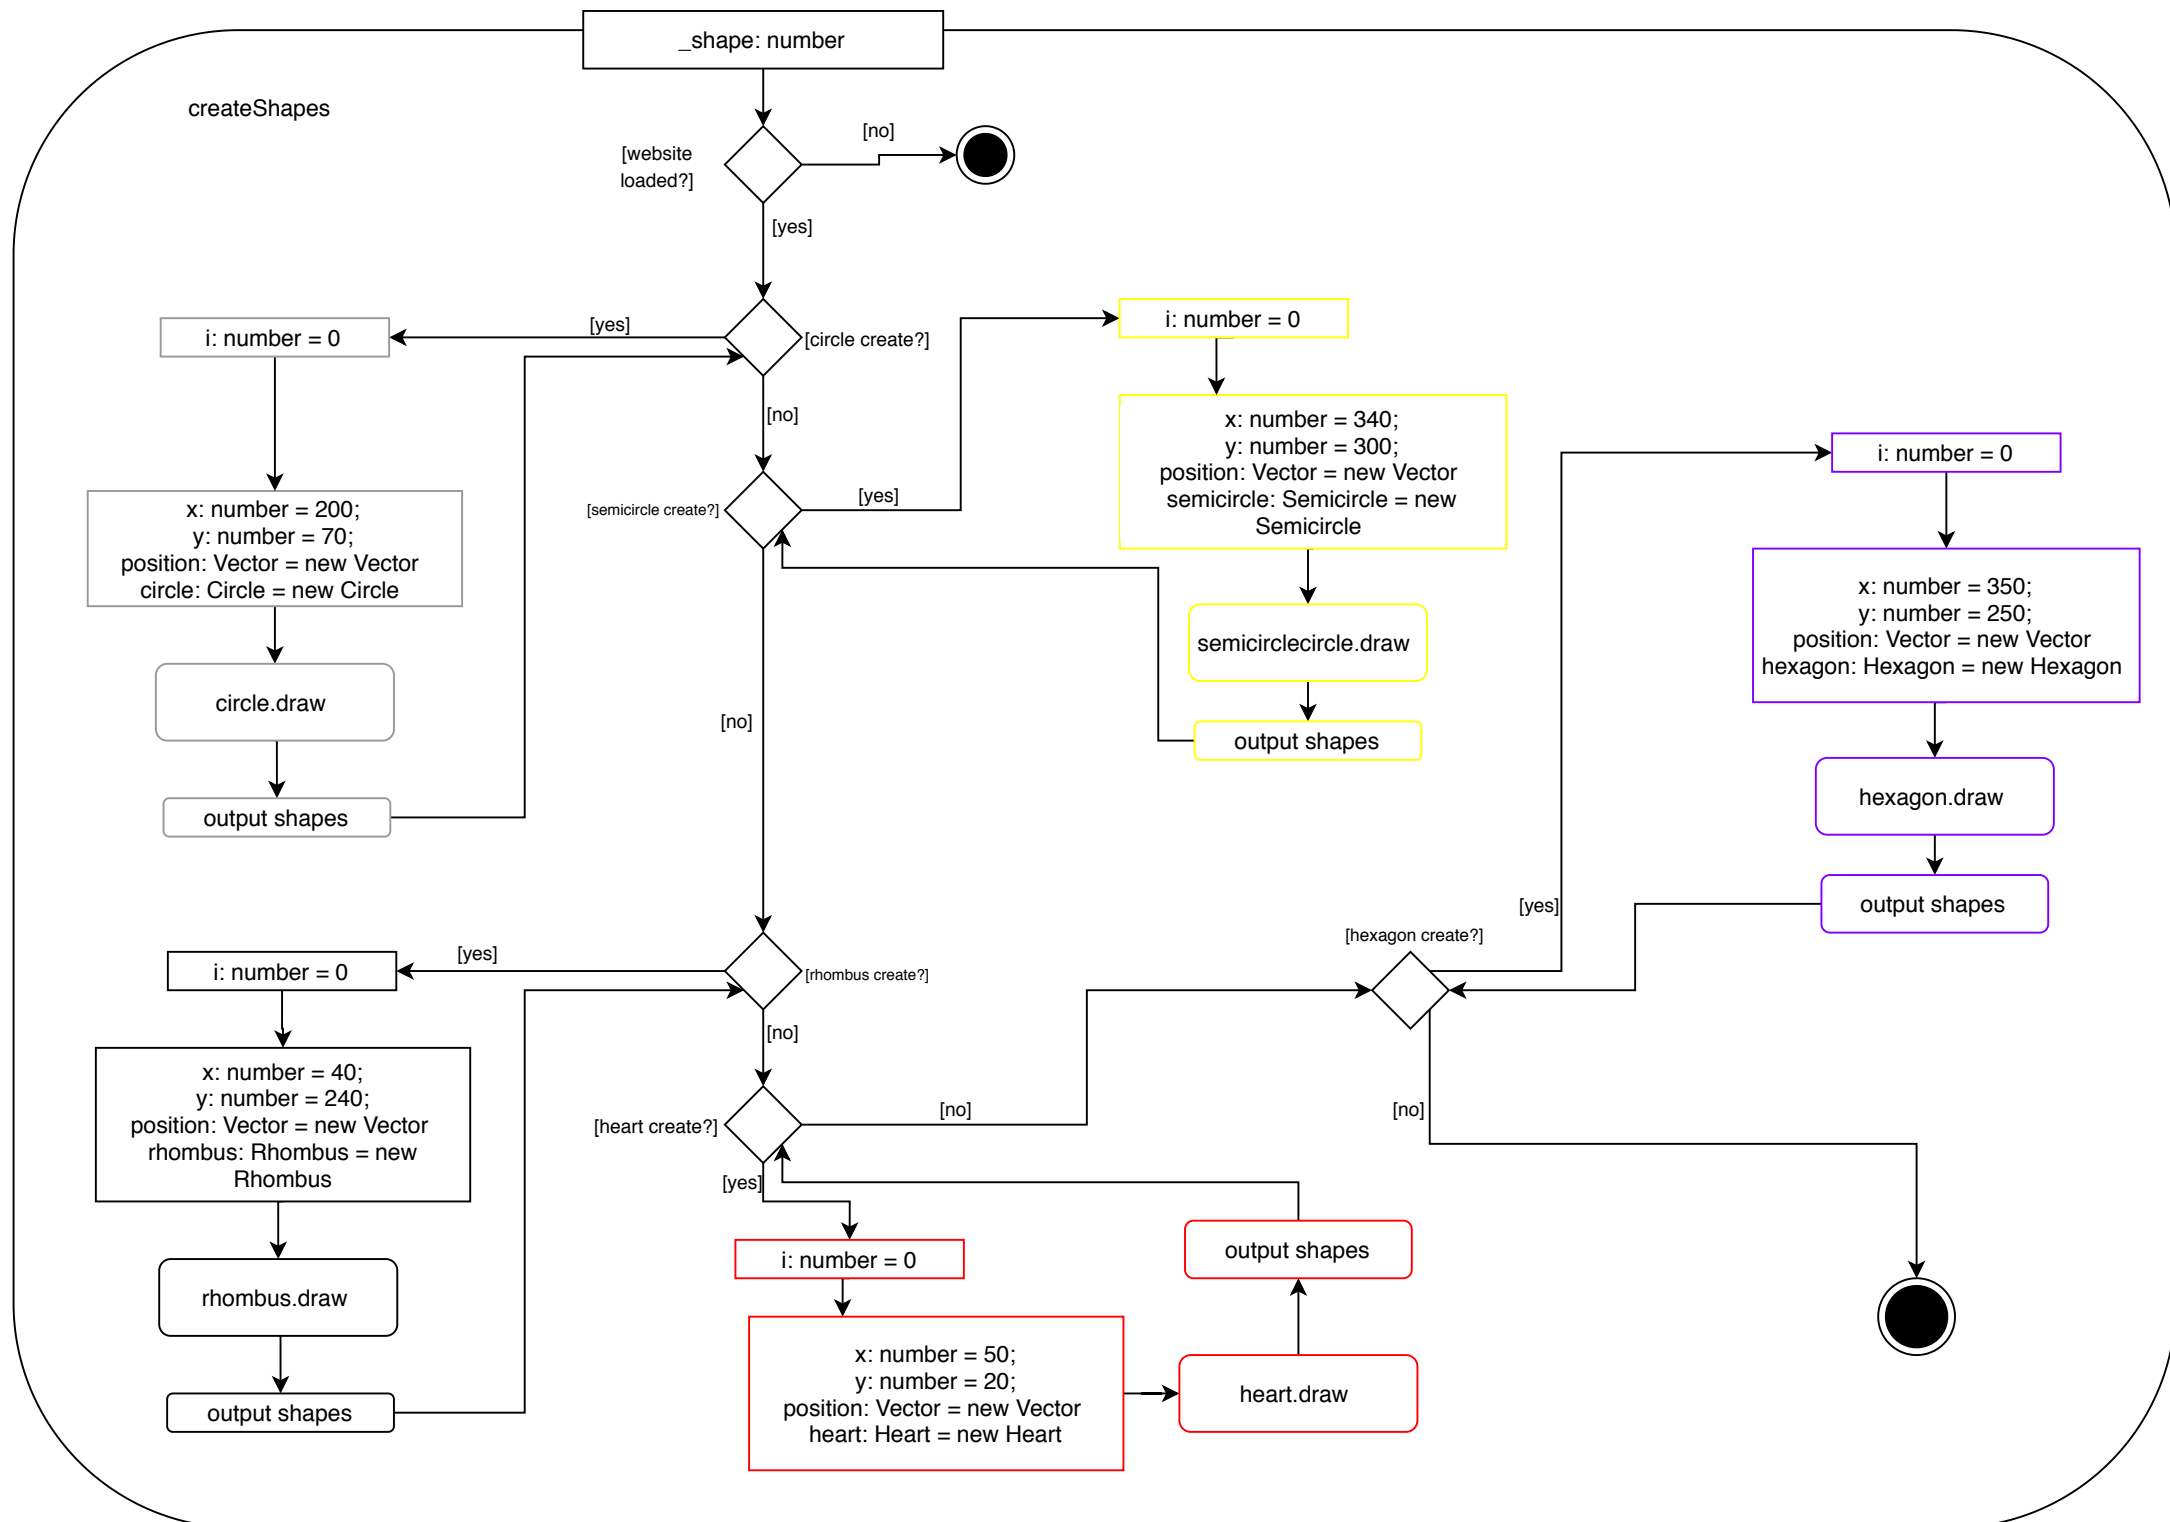 _shape: number
createShapes
[website
loaded?]
[no]
[yes]
i: number = 0
[yes]
[circle create?]
i: number = 0
[no]
x: number = 340;
y: number = 300;
position: Vector = new Vector
semicircle: Semicircle = new
Semicircle
[semicircle create?]
[yes]
i: number = 0
x: number = 200;
y: number = 70;
position: Vector = new Vector
circle: Circle = new Circle
x: number = 350;
y: number = 250;
position: Vector = new Vector
hexagon: Hexagon = new Hexagon
semicirclecircle.draw
circle.draw
[no]
output shapes
hexagon.draw
output shapes
output shapes
[yes]
[hexagon create?]
i: number = 0
[yes]
[rhombus create?]
[no]
x: number = 40;
y: number = 240;
position: Vector = new Vector
rhombus: Rhombus = new
Rhombus
[heart create?]
[no]
[no]
[yes]
i: number = 0
output shapes
rhombus.draw
x: number = 50;
y: number = 20;
position: Vector = new Vector
heart: Heart = new Heart
heart.draw
output shapes